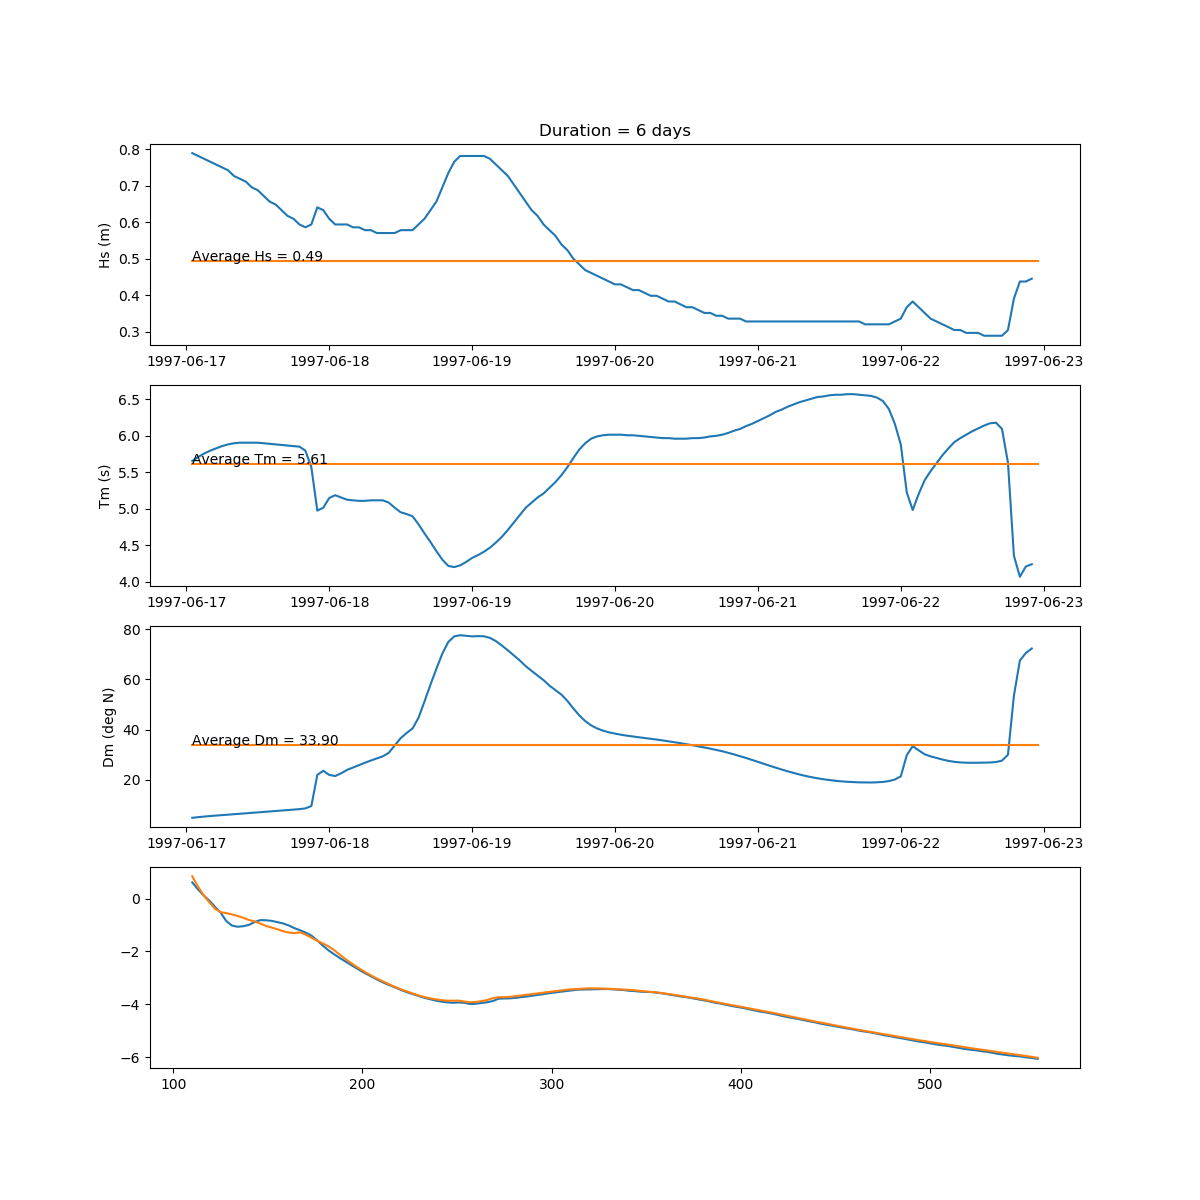 Duration = 6 days
0.8
0.7
0.6
0.5
0.4
0.3
Hs (m)
Average Hs = 0.49
1997-06-17 1997-06-18 1997-06-19 1997-06-20 1997-06-21 1997-06-22 1997-06-23
6.5
6.0
5.5
5.0
4.5
4.0
Tm (s)
Average Tm = 5.61
1997-06-17 1997-06-18 1997-06-19 1997-06-20 1997-06-21 1997-06-22 1997-06-23
80
60
40
20
Dm (deg N)
Average Dm = 33.90
1997-06-17 1997-06-18 1997-06-19 1997-06-20 1997-06-21 1997-06-22 1997-06-23
0
−2
−4
−6
100 200 300 400 500